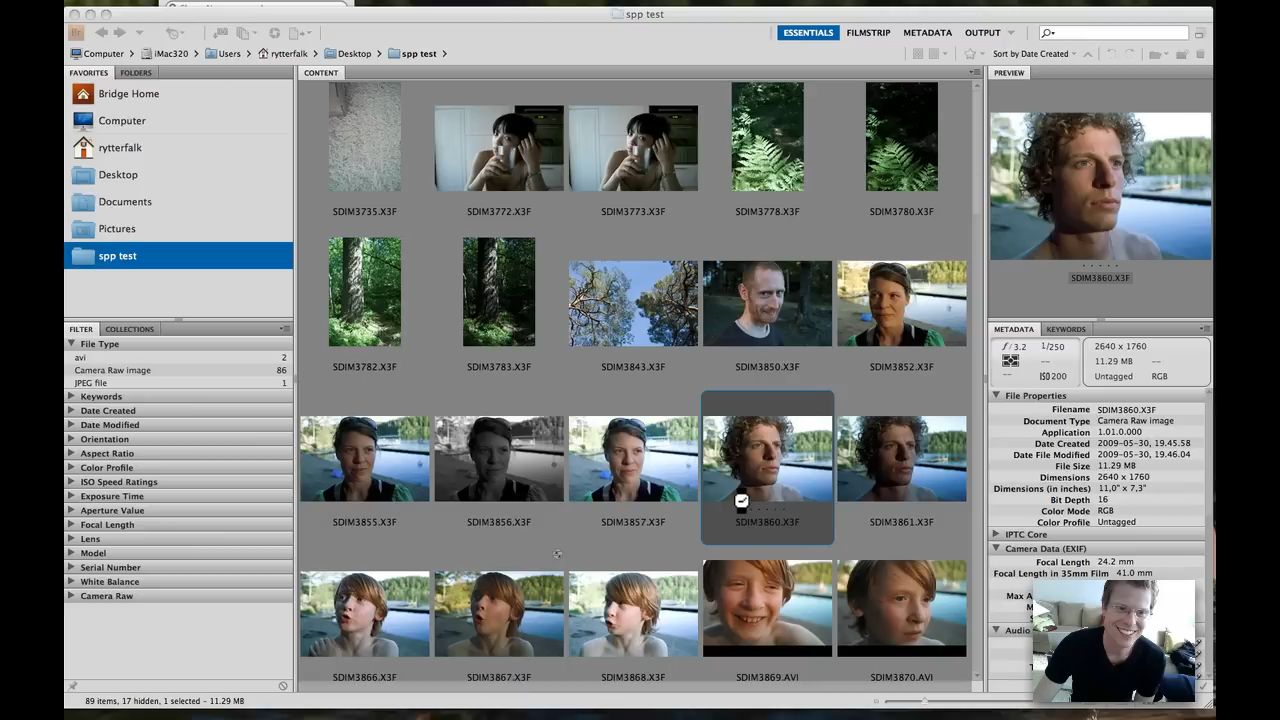 spp test
Br
ESSENTIALS FILMSTRIP METADATA OUTPUT
Computer iMac320 Users rytterfalk Desktop spp test
Sort by Date Created
FAVORITES FOLDERS
Bridge Home
Computer
rytterfalk
Desktop
Documents
Pictures
spp test
FILTER COLLECTIONS
File Type
avi 2
Camera Raw image 86
JPEG file 1
Keywords
Date Created
Date Modified
Orientation
Aspect Ratio
Color Profile
ISO Speed Ratings
Exposure Time
Aperture Value
Focal Length
Lens
Model
Serial Number
White Balance
Camera Raw
89 items, 17 hidden, 1 selected - 11.29 MB
CONTENT
SDIM3735.X3F SDIM3772.X3F SDIM3773.X3F SDIM3778.X3F SDIM3780.X3F
SDIM3782.X3F SDIM3783.X3F SDIM3843.X3F SDIM3850.X3F SDIM3852.X3F
SDIM3855.X3F SDIM3856.X3F SDIM3857.X3F SDIM3860.X3F SDIM3861.X3F
SDIM3866.X3F SDIM3867.X3F SDIM3868.X3F SDIM3869.AVI SDIM3870.AVI
PREVIEW
SDIM3860.X3F
METADATA KEYWORDS
f/3.2 1/250 2640 x 1760
-- 11.29 MB --
-- ISO200 Untagged RGB
File Properties
Filename SDIM3860.X3F
Document Type Camera Raw image
Application 1.01.0.000
Date Created 2009-05-30, 19.45.58
Date File Modified 2009-05-30, 19.46.04
File Size 11.29 MB
Dimensions 2640 x 1760
Dimensions (in inches) 11,0" x 7,3"
Bit Depth 16
Color Mode RGB
Color Profile Untagged
IPTC Core
Camera Data (EXIF)
Focal Length 24.2 mm
Focal Length in 35mm Film 41.0 mm
Audio